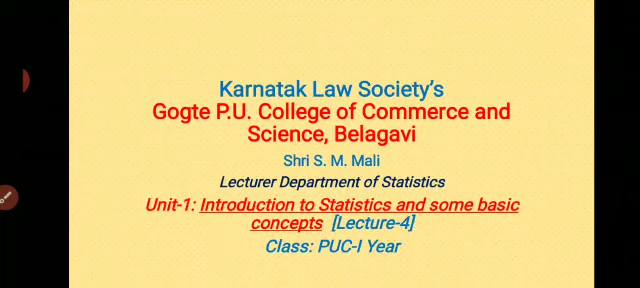 Karnatak Law Society's
Gogte P.U. College of Commerce and
Science, Belagavi
Shri S. M. Mali
Lecturer Department of Statistics
Unit-1: Introduction to Statistics and some basic
concepts [Lecture-4]
Class: PUC-I Year